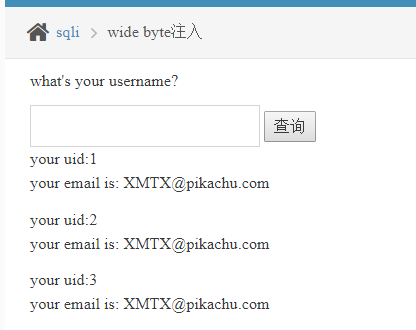 sqli > wide byte注入
what's your username?
查询
your uid:1
your email is: XMTX@pikachu.com
your uid:2
your email is: XMTX@pikachu.com
your uid:3
your email is: XMTX@pikachu.com